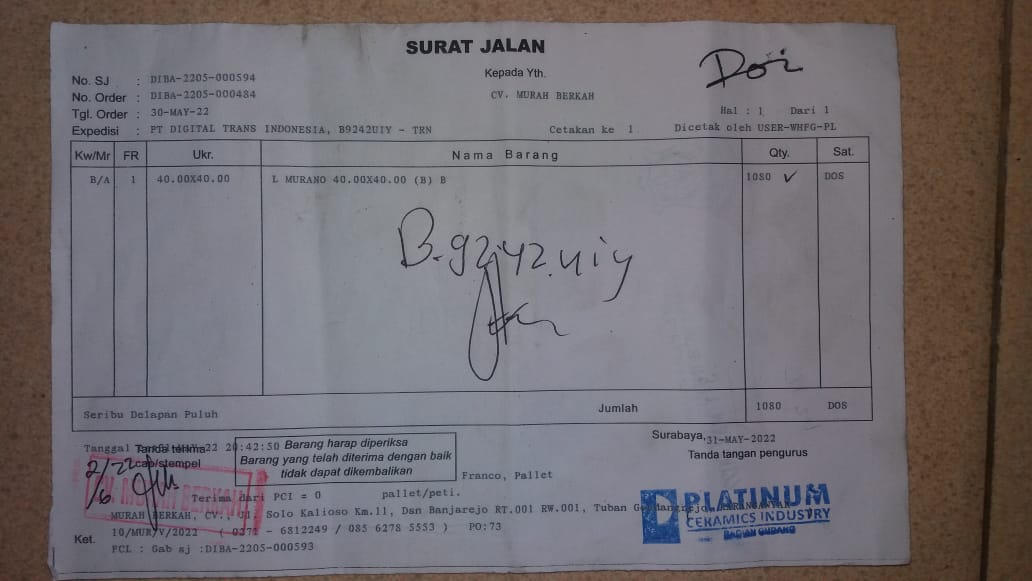 SURAT JALAN
Doi
No. SJ : DIBA-2205-000594
Kepada Yth.
No. Order : DIBA-2205-000484
CV. MURAH BERKAH
Tgl. Order : 30-MAY-22
Hal : 1 Dari 1
Expedisi : PT DIGITAL TRANS INDONESIA, B9242UIY - TRN Cetakan ke 1 Dicetak oleh USER-WHFG-PL
Kw/Mr FR Ukr. Nama Barang Qty. Sat.
B/A 1 40.00X40.00 L MURANO 40.00X40.00 (B) B 1080 ✓ DOS
B.9242.uiy
Seribu Delapan Puluh Jumlah 1080 DOS
Surabaya, 31-MAY-2022
Tanda tangan pengurus
Tanggal 22 20:42:50
Tanda terima
cap/stempel
Barang harap diperiksa
Barang yang telah diterima dengan baik
tidak dapat dikembalikan
2/6 22
Franco, Pallet
Terima dari PCI = 0 pallet/peti.
CV. MURAH BERKAH
MURAH BERKAH, CV., Jl. Solo Kalioso Km.11, Dan Banjarejo RT.001 RW.001, Tuban
10/MUR/V/2022 ( 0271 - 6812249 / 085 6278 5553 ) PO:73
Ket. FCL : Gab sj :DIBA-2205-000593
PLATINUM
CERAMICS INDUSTRY
BAGIAN GUDANG